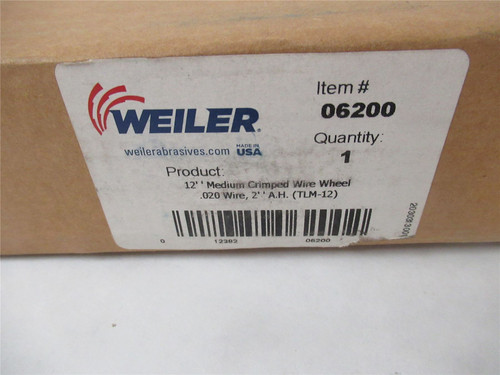 WEILER®
weilerabrasives.com MADE IN USA
Item #
06200
Quantity:
1
Product:
12'' Medium Crimped Wire Wheel
.020 Wire, 2'' A.H. (TLM-12)
0 12382 06200